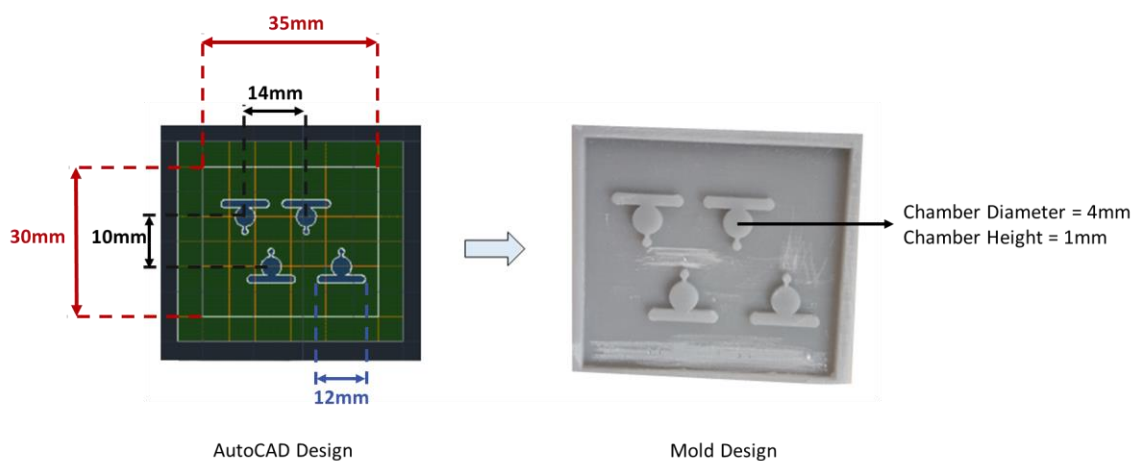 35mm
14mm
30mm
10mm
12mm
Chamber Diameter = 4mm
Chamber Height = 1mm
AutoCAD Design
Mold Design